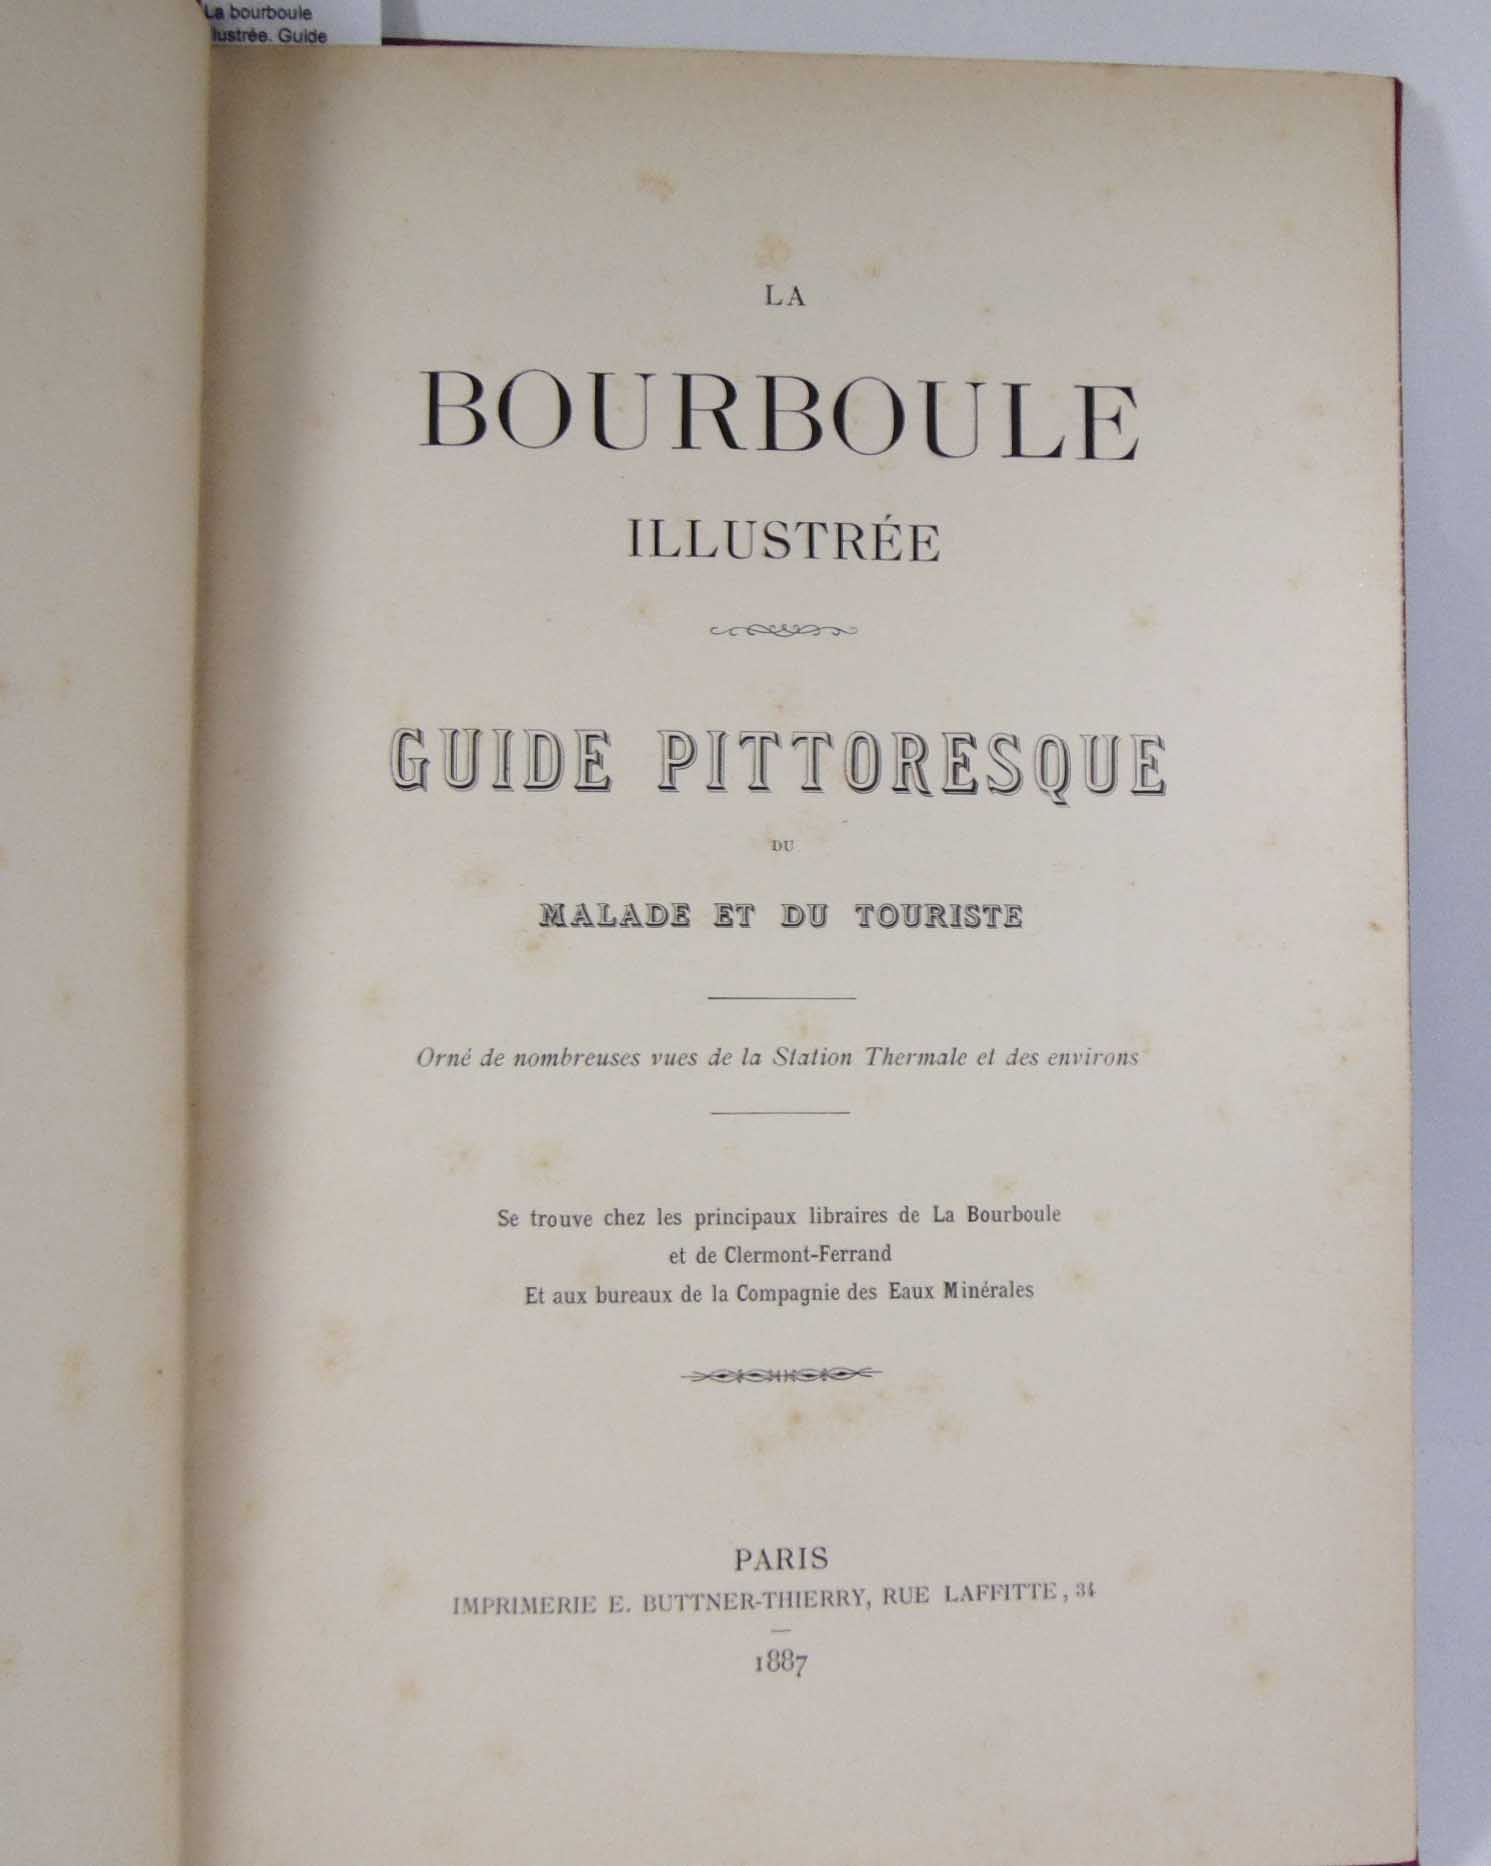 La bourboule
lustrée. Guide
LA
BOURBOULE
ILLUSTRÉE
GUIDE PITTORESQUE
DU
MALADE ET DU TOURISTE
Orné de nombreuses vues de la Station Thermale et des environs
Se trouve chez les principaux libraires de La Bourboule
et de Clermont-Ferrand
Et aux bureaux de la Compagnie des Eaux Minérales
PARIS
IMPRIMERIE E. BUTTNER-THIERRY, RUE LAFFITTE, 34
1887